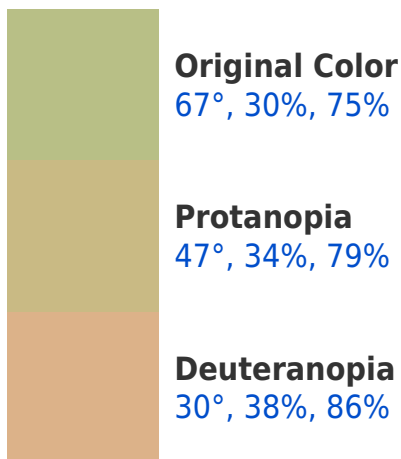 Original Color
67°, 30%, 75%
Protanopia
47°, 34%, 79%
Deuteranopia
30°, 38%, 86%